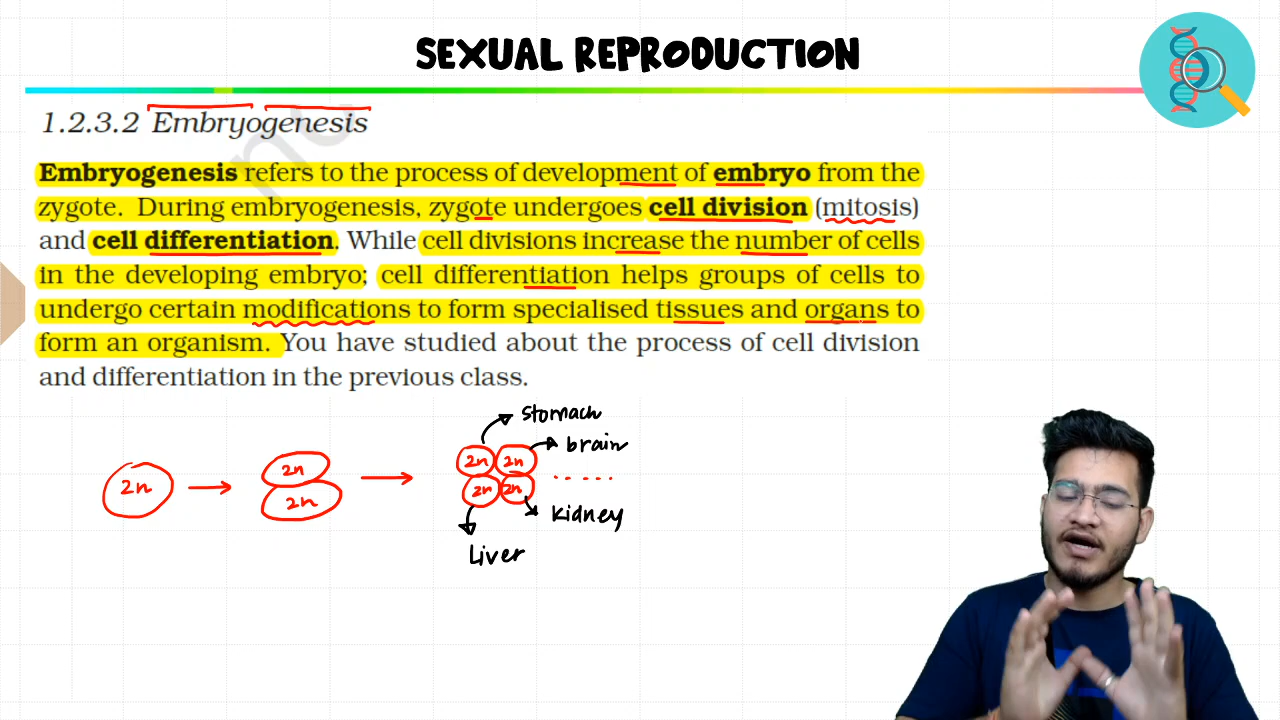 SEXUAL REPRODUCTION
1.2.3.2 Embryogenesis
Embryogenesis refers to the process of development of embryo from the
zygote. During embryogenesis, zygote undergoes cell division (mitosis)
and cell differentiation. While cell divisions increase the number of cells
in the developing embryo; cell differentiation helps groups of cells to
undergo certain modifications to form specialised tissues and organs to
form an organism. You have studied about the process of cell division
and differentiation in the previous class.
stomach
brain
2n
2n
2n
2n
2n
2n
2n
kidney
Liver